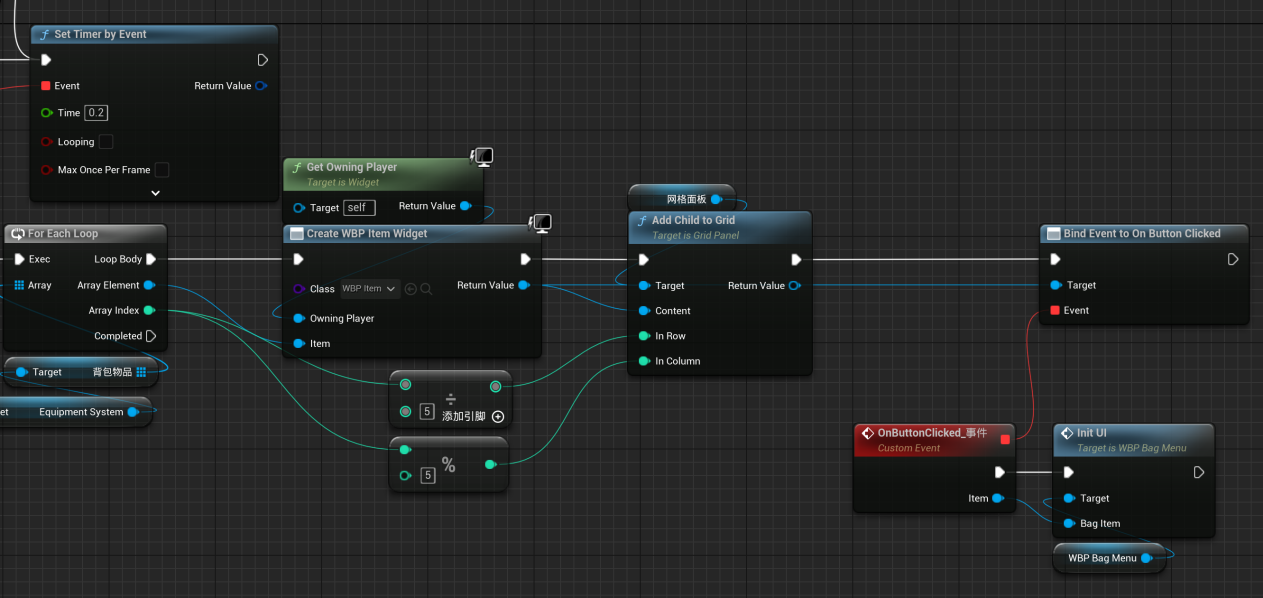 Set Timer by Event
Event
Return Value
Time 0.2
Looping
Max Once Per Frame
Get Owning Player
Target is Widget
Target self
Return Value
For Each Loop
Exec
Loop Body
Array
Array Element
Array Index
Completed
Target
背包物品
et
Equipment System
Create WBP Item Widget
Class WBP Item
Return Value
Owning Player
Item
÷
5
添加引脚
%
5
网格面板
Add Child to Grid
Target is Grid Panel
Target
Return Value
Content
In Row
In Column
Bind Event to On Button Clicked
Target
Event
OnButtonClicked_事件
Custom Event
Item
Init UI
Target is WBP Bag Menu
Target
Bag Item
WBP Bag Menu